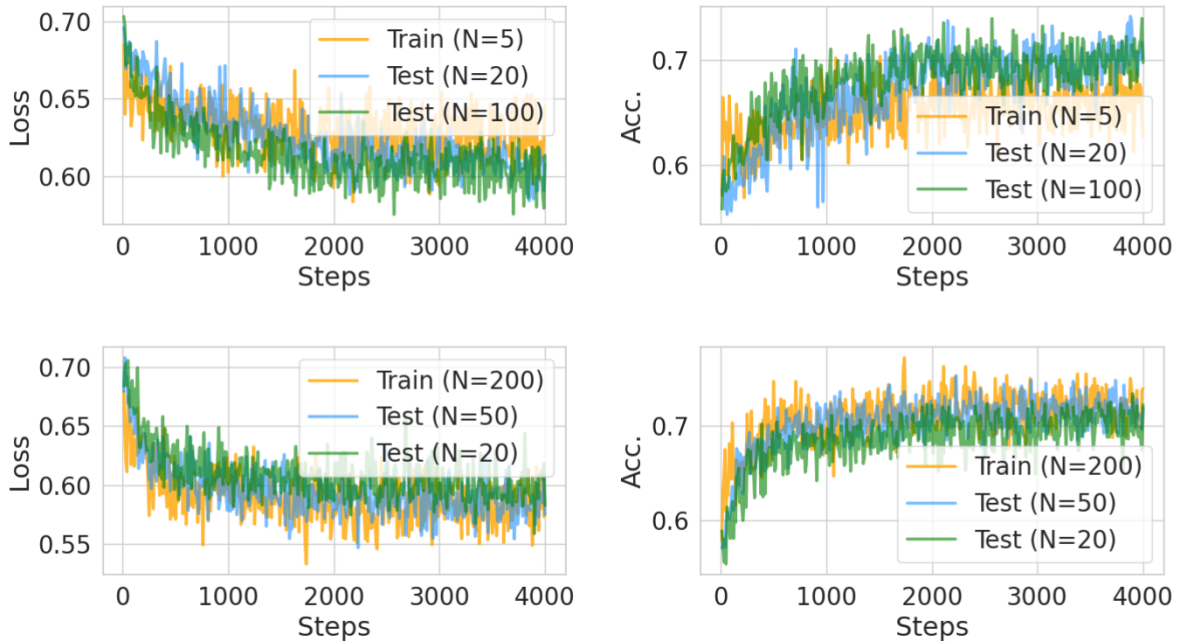 0.70
0.65
0.60
Loss
Train (N=5)
Test (N=20)
Test (N=100)
0 1000 2000 3000 4000
Steps
0.7
0.6
Acc.
Train (N=5)
Test (N=20)
Test (N=100)
0 1000 2000 3000 4000
Steps
0.70
0.65
0.60
0.55
Loss
Train (N=200)
Test (N=50)
Test (N=20)
0 1000 2000 3000 4000
Steps
0.7
0.6
Acc.
Train (N=200)
Test (N=50)
Test (N=20)
0 1000 2000 3000 4000
Steps